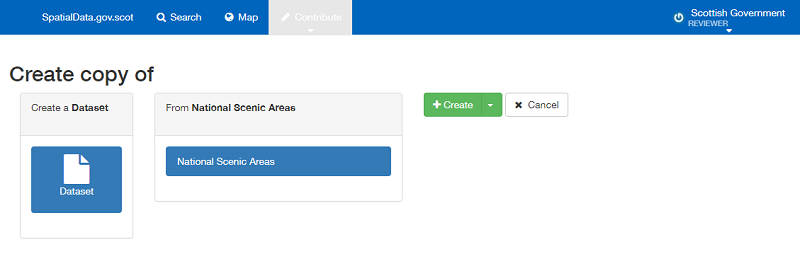 SpatialData.gov.scot Search Map Contribute Scottish Government
REVIEWER
Create copy of
Create a Dataset From National Scenic Areas Create Cancel
National Scenic Areas
Dataset